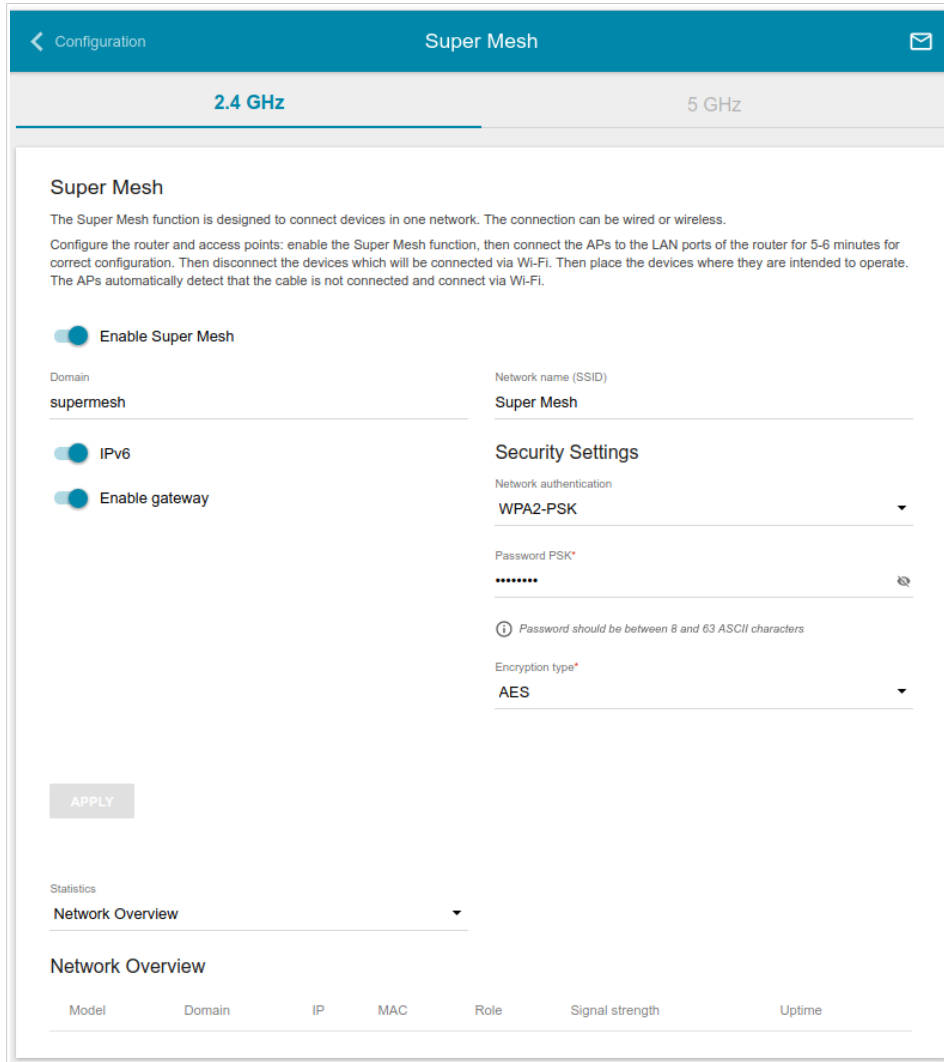 Configuration
Super Mesh
2.4 GHz
5 GHz
Super Mesh
The Super Mesh function is designed to connect devices in one network. The connection can be wired or wireless.
Configure the router and access points: enable the Super Mesh function, then connect the APs to the LAN ports of the router for 5-6 minutes for
correct configuration. Then disconnect the devices which will be connected via Wi-Fi. Then place the devices where they are intended to operate.
The APs automatically detect that the cable is not connected and connect via Wi-Fi.
Enable Super Mesh
Domain
supermesh
Network name (SSID)
Super Mesh
IPv6
Enable gateway
Security Settings
Network authentication
WPA2-PSK
Password PSK*
••••••••
Password should be between 8 and 63 ASCII characters
Encryption type*
AES
APPLY
Statistics
Network Overview
Network Overview
Model Domain IP MAC Role Signal strength Uptime